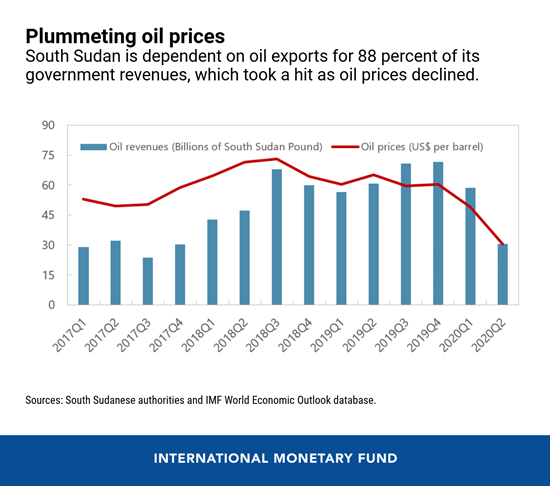 Plummeting oil prices
South Sudan is dependent on oil exports for 88 percent of its
government revenues, which took a hit as oil prices declined.
90
Oil revenues (Billions of South Sudan Pound)
Oil prices (US$ per barrel)
75
60
45
30
15
0
2017Q1
2017Q2
2017Q3
2017Q4
2018Q1
2018Q2
2018Q3
2018Q4
2019Q1
2019Q2
2019Q3
2019Q4
2020Q1
2020Q2
Sources: South Sudanese authorities and IMF World Economic Outlook database.
INTERNATIONAL MONETARY FUND